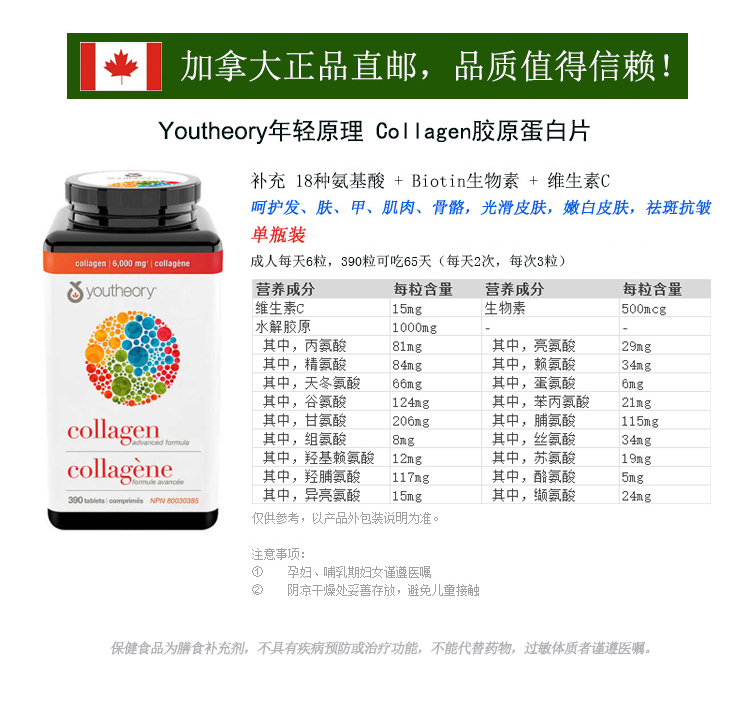 加拿大正品直邮，品质值得信赖！
Youtheory年轻原理 Collagen胶原蛋白片
补充 18种氨基酸 + Biotin生物素 + 维生素C
呵护发、肤、甲、肌肉、骨骼，光滑皮肤，嫩白皮肤，祛斑抗皱
单瓶装
成人每天6粒，390粒可吃65天（每天2次，每次3粒）
营养成分 每粒含量 营养成分 每粒含量
维生素C 15mg 生物素 500mcg
水解胶原 1000mg - -
其中，丙氨酸 81mg 其中，亮氨酸 29mg
其中，精氨酸 84mg 其中，赖氨酸 34mg
其中，天冬氨酸 66mg 其中，蛋氨酸 6mg
其中，谷氨酸 124mg 其中，苯丙氨酸 21mg
其中，甘氨酸 206mg 其中，脯氨酸 115mg
其中，组氨酸 8mg 其中，丝氨酸 34mg
其中，羟基赖氨酸 12mg 其中，苏氨酸 19mg
其中，羟脯氨酸 117mg 其中，酪氨酸 5mg
其中，异亮氨酸 15mg 其中，缬氨酸 24mg
仅供参考，以产品外包装说明为准。
注意事项：
① 孕妇、哺乳期妇女谨遵医嘱
② 阴凉干燥处妥善存放，避免儿童接触
collagen | 6,000 mg† | collagène
youtheory®
collagen
advanced formula
collagène
formule avancée
390 tablets | comprimés NPN 80030385
保健食品为膳食补充剂，不具有疾病预防或治疗功能，不能代替药物，过敏体质者谨遵医嘱。